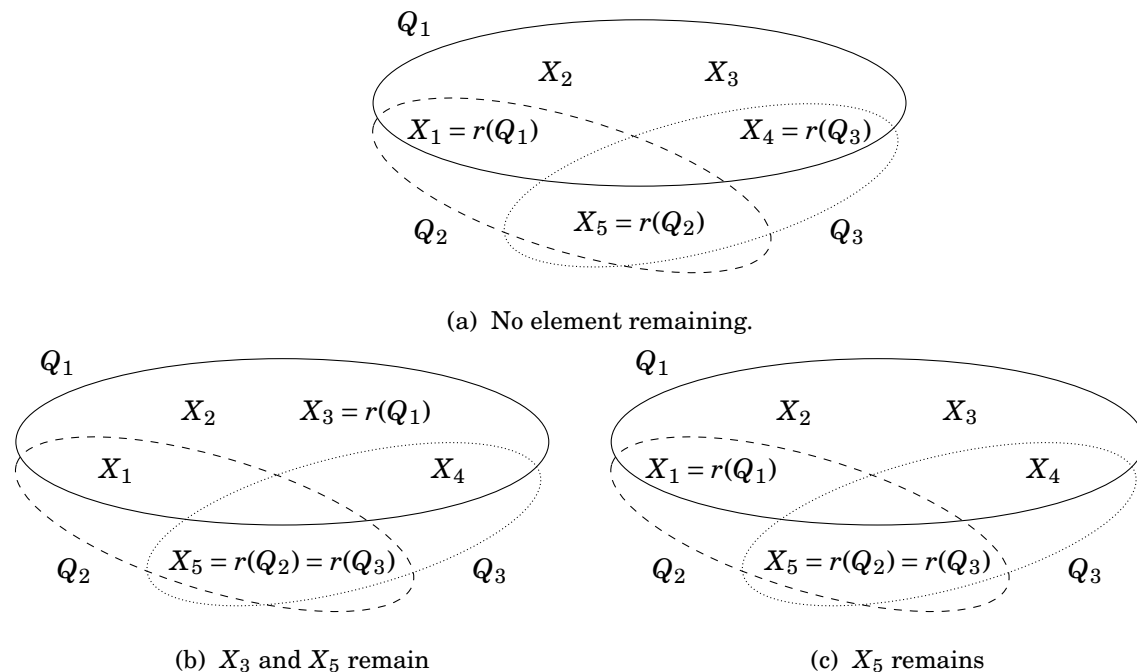 Q₁
X₂ X₃
X₁ = r(Q₁) X₄ = r(Q₃)
Q₂ X₅ = r(Q₂) Q₃
(a) No element remaining.
Q₁ Q₁
X₂ X₃ = r(Q₁) X₂ X₃
X₁ X₄ X₁ = r(Q₁) X₄
Q₂ X₅ = r(Q₂) = r(Q₃) Q₃ Q₂ X₅ = r(Q₂) = r(Q₃) Q₃
(b) X₃ and X₅ remain (c) X₅ remains